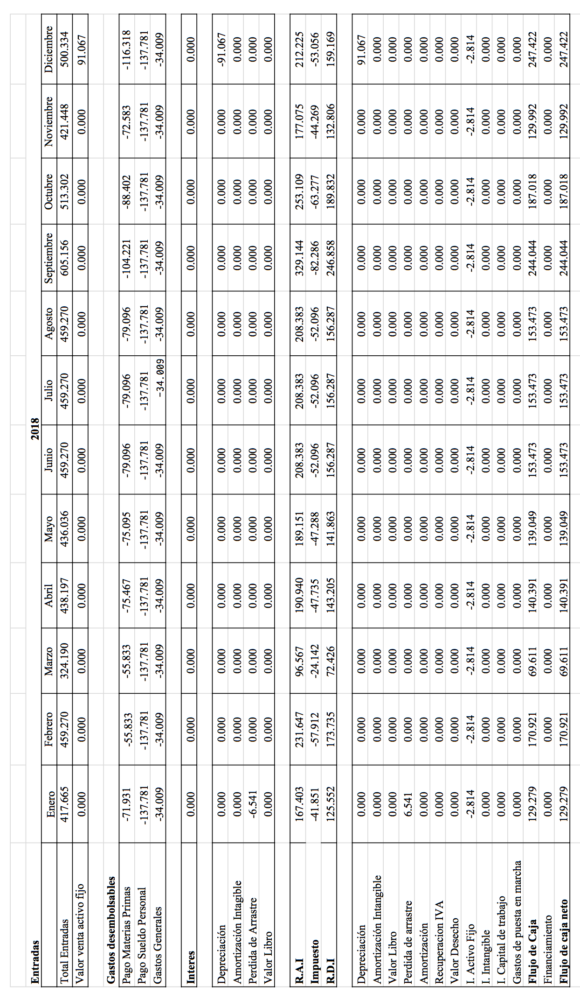 2018
Entradas Enero Febrero Marzo Abril Mayo Junio Julio Agosto Septiembre Octubre Noviembre Diciembre
Total Entradas 417.665 459.270 324.190 438.197 436.036 459.270 459.270 459.270 605.156 513.302 421.448 500.334
Valor venta activo fijo 0.000 0.000 0.000 0.000 0.000 0.000 0.000 0.000 0.000 0.000 0.000 91.067
Gastos desembolsables
Pago Materias Primas -71.931 -55.833 -55.833 -75.467 -75.095 -79.096 -79.096 -79.096 -104.221 -88.402 -72.583 -116.318
Pago Sueldo Personal -137.781 -137.781 -137.781 -137.781 -137.781 -137.781 -137.781 -137.781 -137.781 -137.781 -137.781 -137.781
Gastos Generales -34.009 -34.009 -34.009 -34.009 -34.009 -34.009 -34.009 -34.009 -34.009 -34.009 -34.009 -34.009
Interes 0.000 0.000 0.000 0.000 0.000 0.000 0.000 0.000 0.000 0.000 0.000 0.000
Depreciación 0.000 0.000 0.000 0.000 0.000 0.000 0.000 0.000 0.000 0.000 0.000 -91.067
Amortización Intagible 0.000 0.000 0.000 0.000 0.000 0.000 0.000 0.000 0.000 0.000 0.000 0.000
Perdida de Arrastre -6.541 0.000 0.000 0.000 0.000 0.000 0.000 0.000 0.000 0.000 0.000 0.000
Valor Libro 0.000 0.000 0.000 0.000 0.000 0.000 0.000 0.000 0.000 0.000 0.000 0.000
R.A.I 167.403 231.647 96.567 190.940 189.151 208.383 208.383 208.383 329.144 253.109 177.075 212.225
Impuesto -41.851 -57.912 -24.142 -47.735 -47.288 -52.096 -52.096 -52.096 -82.286 -63.277 -44.269 -53.056
R.D.I 125.552 173.735 72.426 143.205 141.863 156.287 156.287 156.287 246.858 189.832 132.806 159.169
Depreciación 0.000 0.000 0.000 0.000 0.000 0.000 0.000 0.000 0.000 0.000 0.000 91.067
Amortización Intangible 0.000 0.000 0.000 0.000 0.000 0.000 0.000 0.000 0.000 0.000 0.000 0.000
Valor Libro 0.000 0.000 0.000 0.000 0.000 0.000 0.000 0.000 0.000 0.000 0.000 0.000
Perdida de arrastre 6.541 0.000 0.000 0.000 0.000 0.000 0.000 0.000 0.000 0.000 0.000 0.000
Amortización 0.000 0.000 0.000 0.000 0.000 0.000 0.000 0.000 0.000 0.000 0.000 0.000
Recuperacion IVA 0.000 0.000 0.000 0.000 0.000 0.000 0.000 0.000 0.000 0.000 0.000 0.000
Valor Desecho 0.000 0.000 0.000 0.000 0.000 0.000 0.000 0.000 0.000 0.000 0.000 0.000
I. Activo Fijo -2.814 -2.814 -2.814 -2.814 -2.814 -2.814 -2.814 -2.814 -2.814 -2.814 -2.814 -2.814
I. Intangible 0.000 0.000 0.000 0.000 0.000 0.000 0.000 0.000 0.000 0.000 0.000 0.000
I. Capital de trabajo 0.000 0.000 0.000 0.000 0.000 0.000 0.000 0.000 0.000 0.000 0.000 0.000
Gastos de puesta en marcha 0.000 0.000 0.000 0.000 0.000 0.000 0.000 0.000 0.000 0.000 0.000 0.000
Flujo de Caja 129.279 170.921 69.611 140.391 139.049 153.473 153.473 153.473 244.044 187.018 129.992 247.422
Financiamiento 0.000 0.000 0.000 0.000 0.000 0.000 0.000 0.000 0.000 0.000 0.000 0.000
Flujo de caja neto 129.279 170.921 69.611 140.391 139.049 153.473 153.473 153.473 244.044 187.018 129.992 247.422